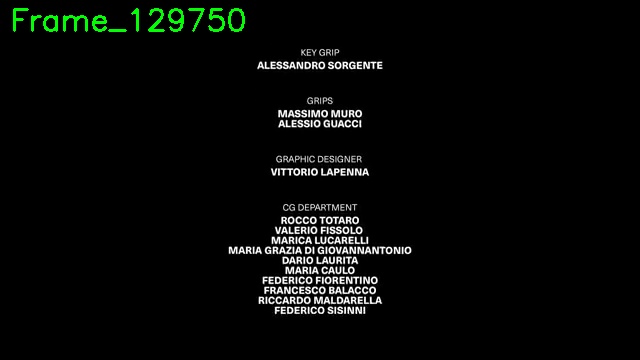 Frame_129750
KEY GRIP
ALESSANDRO SORGENTE
GRIPS
MASSIMO MURO
ALESSIO GUACCI
GRAPHIC DESIGNER
VITTORIO LAPENNA
CG DEPARTMENT
ROCCO TOTARO
VALERIO FISSOLO
MARICA LUCARELLI
MARIA GRAZIA DI GIOVANNANTONIO
DARIO LAURITA
MARIA CAULO
FEDERICO FIORENTINO
FRANCESCO BALACCO
RICCARDO MALDARELLA
FEDERICO SISINNI